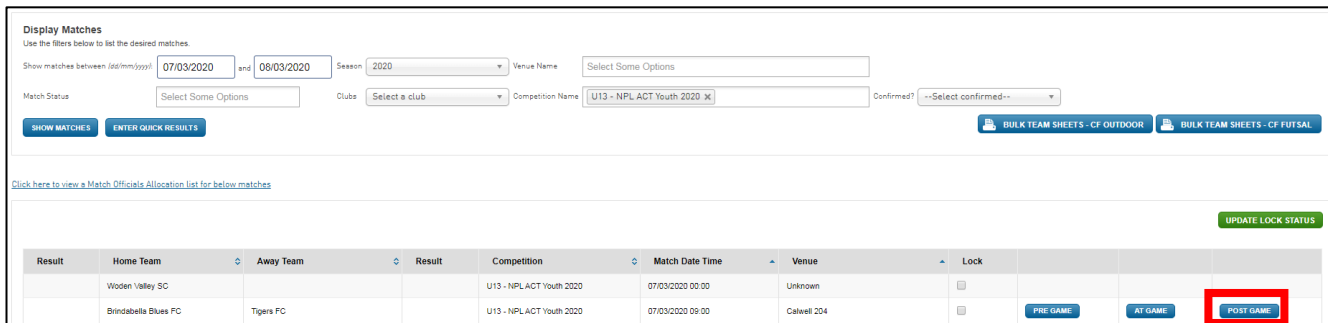 Display Matches
Use the filters below to list the desired matches.
Show matches between (dd/mm/yyyy): 07/03/2020 and 08/03/2020 Season 2020 Venue Name Select Some Options
Match Status Select Some Options Clubs Select a club Competition Name U13 - NPL ACT Youth 2020 x Confirmed? --Select confirmed--
SHOW MATCHES ENTER QUICK RESULTS BULK TEAM SHEETS - CF OUTDOOR BULK TEAM SHEETS - CF FUTSAL
Click here to view a Match Officials Allocation list for below matches
UPDATE LOCK STATUS
Result Home Team Away Team Result Competition Match Date Time Venue Lock
Woden Valley SC U13 - NPL ACT Youth 2020 07/03/2020 00:00 Unknown
Brindabella Blues FC Tigers FC U13 - NPL ACT Youth 2020 07/03/2020 09:00 Calwell 204 PRE GAME AT GAME POST GAME